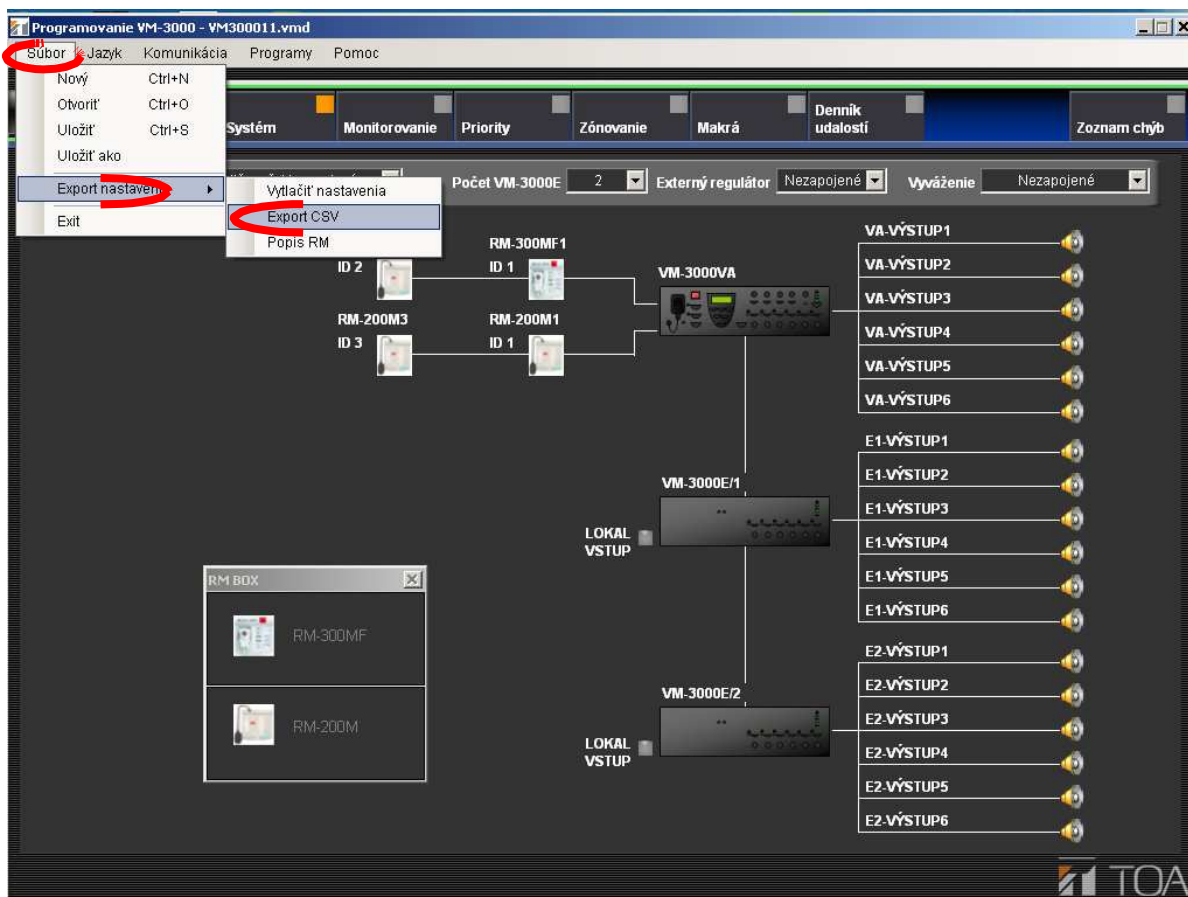 Programovanie VM-3000 - VM300011.vmd
Súbor Jazyk Komunikácia Programy Pomoc
Nový Ctrl+N
Otvoriť Ctrl+O
Uložiť Ctrl+S
Uložiť ako
Export nastavenia
Exit
Vytlačiť nastavenia
Export CSV
Popis RM
Systém Monitorovanie Priority Zónovanie Makrá Denník udalostí Zoznam chýb
Počet VM-3000E 2 Externý regulátor Nezapojené Vyváženie Nezapojené
RM-300MF1
ID 2 ID 1
RM-200M3 RM-200M1
ID 3 ID 1
VM-3000VA
VA-VÝSTUP1
VA-VÝSTUP2
VA-VÝSTUP3
VA-VÝSTUP4
VA-VÝSTUP5
VA-VÝSTUP6
VM-3000E/1
LOKAL
VSTUP
E1-VÝSTUP1
E1-VÝSTUP2
E1-VÝSTUP3
E1-VÝSTUP4
E1-VÝSTUP5
E1-VÝSTUP6
RM BOX
RM-300MF
RM-200M
VM-3000E/2
LOKAL
VSTUP
E2-VÝSTUP1
E2-VÝSTUP2
E2-VÝSTUP3
E2-VÝSTUP4
E2-VÝSTUP5
E2-VÝSTUP6
TOA